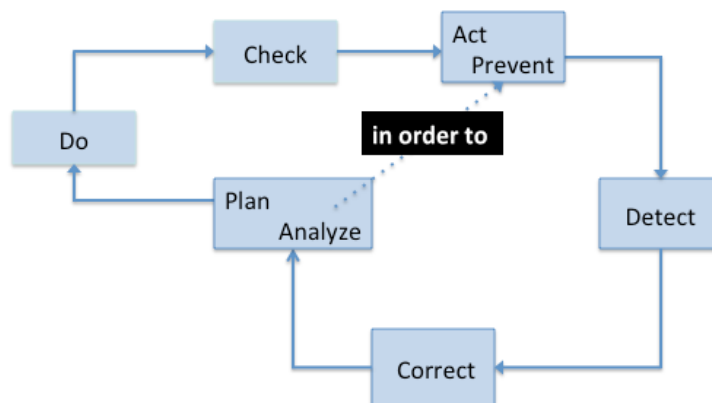 Act
Check
Prevent
in order to
Do
Plan
Analyze
Detect
Correct